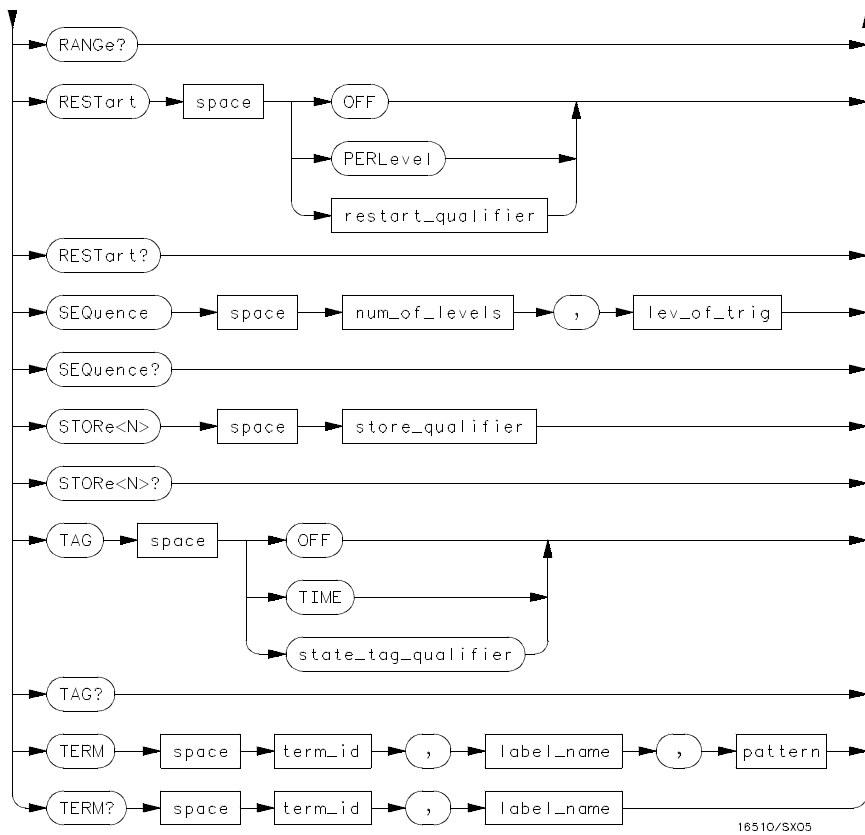 RANGe?
RESTart space OFF
PERLevel
restart_qualifier
RESTart?
SEQuence space num_of_levels , lev_of_trig
SEQuence?
STORe<N> space store_qualifier
STORe<N>?
TAG space OFF
TIME
state_tag_qualifier
TAG?
TERM space term_id , label_name , pattern
TERM? space term_id , label_name
16510/SX05